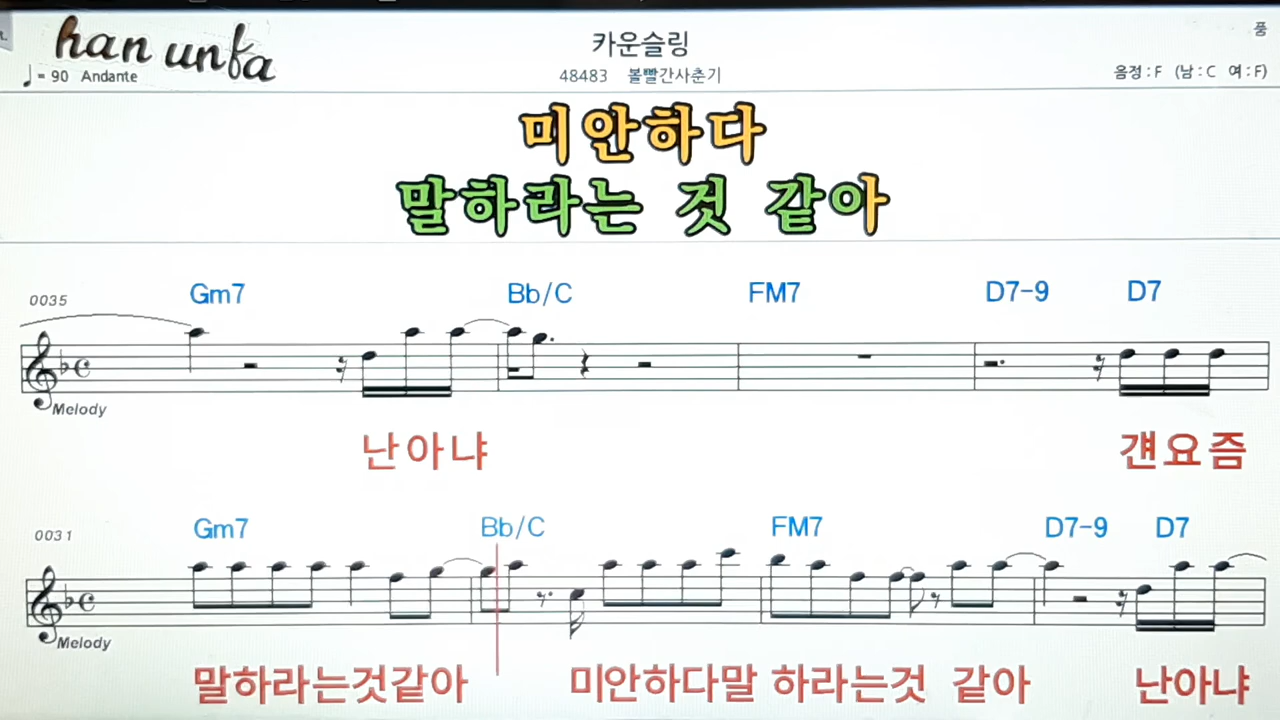 han unfa
카운슬링
풍
♩= 90 Andante
48483 볼빨간사춘기
음정 : F (남 : C 여 : F)
미안하다
말하라는 것 같아
0035
Gm7 Bb/C FM7 D7-9 D7
Melody
난아냐 걘요즘
0031
Gm7 Bb/C FM7 D7-9 D7
Melody
말하라는것같아 미안하다말 하라는것 같아 난아냐